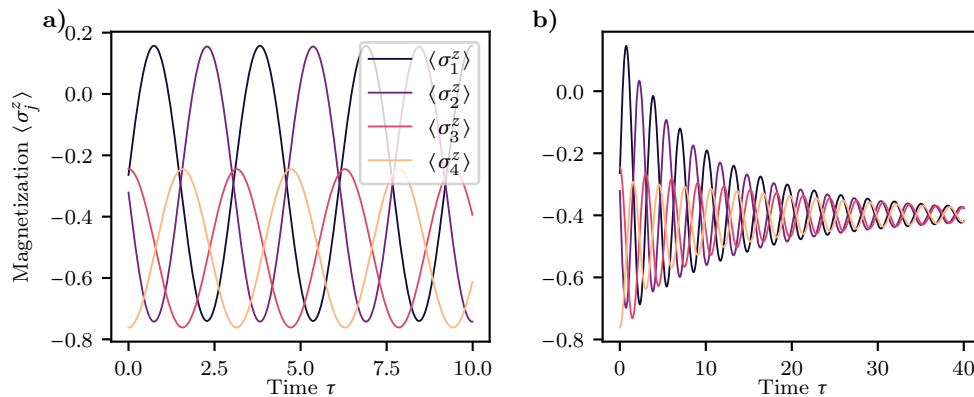 a)
b)
Magnetization ⟨σ_j^z⟩
0.2
0.0
−0.2
−0.4
−0.6
−0.8
⟨σ_1^z⟩
⟨σ_2^z⟩
⟨σ_3^z⟩
⟨σ_4^z⟩
0.0 2.5 5.0 7.5 10.0
Time τ
0.0
−0.2
−0.4
−0.6
−0.8
0 10 20 30 40
Time τ